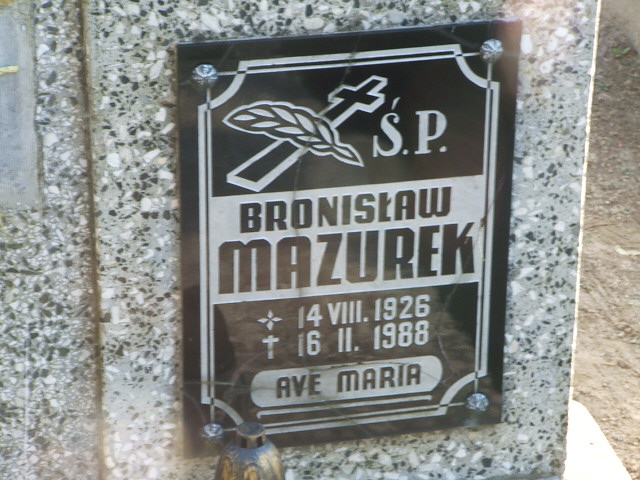 Ś.P.
BRONISŁAW
MAZUREK
14 VIII. 1926
16 II. 1988
AVE MARIA